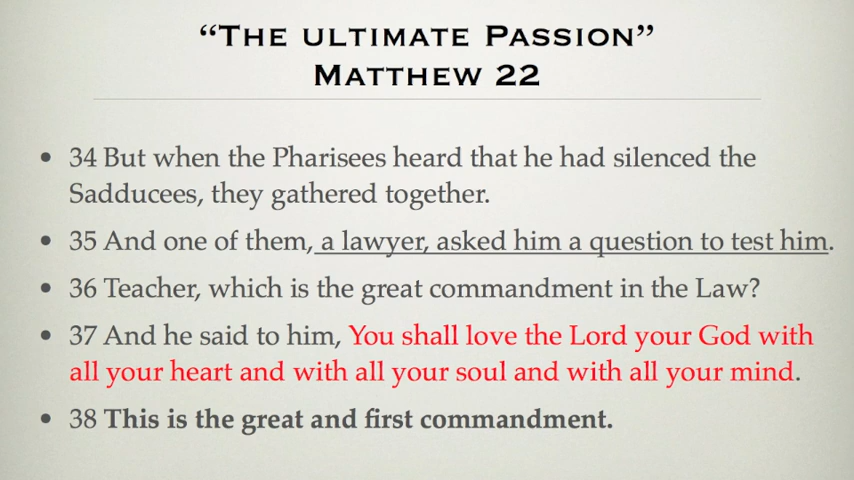 “The ultimate Passion”
Matthew 22
• 34 But when the Pharisees heard that he had silenced the
Sadducees, they gathered together.
• 35 And one of them, a lawyer, asked him a question to test him.
• 36 Teacher, which is the great commandment in the Law?
• 37 And he said to him, You shall love the Lord your God with
all your heart and with all your soul and with all your mind.
• 38 This is the great and first commandment.